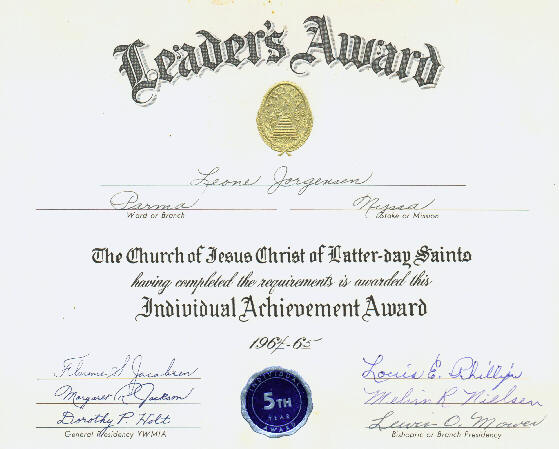 Leader's Award
Leone Jorgensen
Parma Nyssa
Ward or Branch Stake or Mission
The Church of Jesus Christ of Latter-day Saints
having completed the requirements is awarded this
Individual Achievement Award
1964-65
Florence S. Jacobsen
Margaret R. Jackson
Dorothy P. Holt
General Presidency YWMIA
INDIVIDUAL
5TH
YEAR
AWARD
Louis E. Phillips
Melvin R. Nielsen
Lewis O. Mower
Bishopric or Branch Presidency